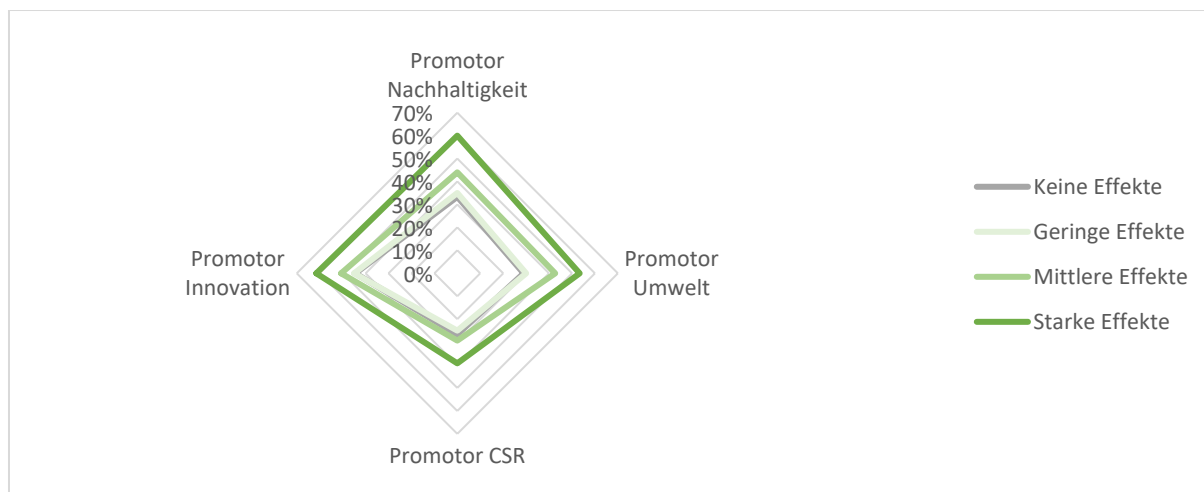 Promotor
Nachhaltigkeit
70%
60%
50%
40%
30%
20%
10%
0%
Promotor
Innovation
Promotor
Umwelt
Promotor CSR
Keine Effekte
Geringe Effekte
Mittlere Effekte
Starke Effekte